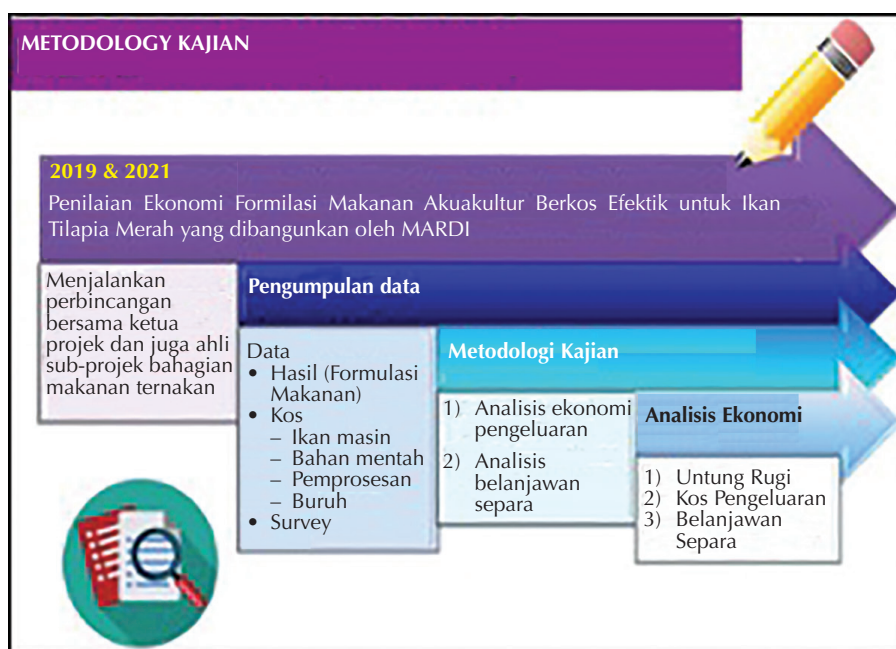 METODOLOGY KAJIAN
2019 & 2021
Penilaian Ekonomi Formilasi Makanan Akuakultur Berkos Efektik untuk Ikan
Tilapia Merah yang dibangunkan oleh MARDI
Menjalankan
perbincangan
bersama ketua
projek dan juga ahli
sub-projek bahagian
makanan ternakan
Pengumpulan data
Data
• Hasil (Formulasi
Makanan)
• Kos
– Ikan masin
– Bahan mentah
– Pemprosesan
– Buruh
• Survey
Metodologi Kajian
1) Analisis ekonomi
pengeluaran
2) Analisis
belanjawan
separa
Analisis Ekonomi
1) Untung Rugi
2) Kos Pengeluaran
3) Belanjawan
Separa